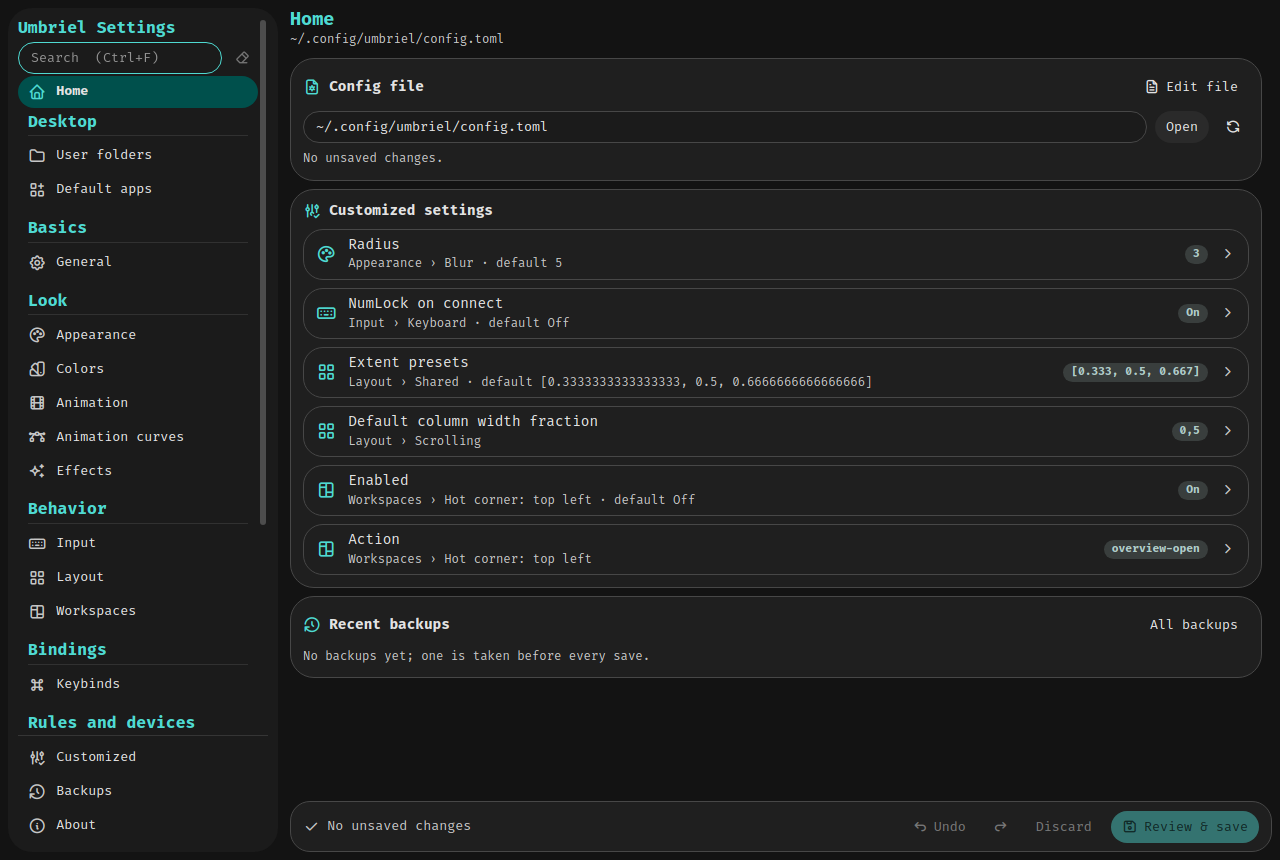 Umbriel Settings
Search  (Ctrl+F)
Home
Desktop
User folders
Default apps
Basics
General
Look
Appearance
Colors
Animation
Animation curves
Effects
Behavior
Input
Layout
Workspaces
Bindings
Keybinds
Rules and devices
Customized
Backups
About
Home
~/.config/umbriel/config.toml
Config file
Edit file
~/.config/umbriel/config.toml
Open
No unsaved changes.
Customized settings
Radius
Appearance › Blur · default 5
3
NumLock on connect
Input › Keyboard · default Off
On
Extent presets
Layout › Shared · default [0.3333333333333333, 0.5, 0.6666666666666666]
[0.333, 0.5, 0.667]
Default column width fraction
Layout › Scrolling
0,5
Enabled
Workspaces › Hot corner: top left · default Off
On
Action
Workspaces › Hot corner: top left
overview-open
Recent backups
All backups
No backups yet; one is taken before every save.
No unsaved changes
Undo
Discard
Review & save